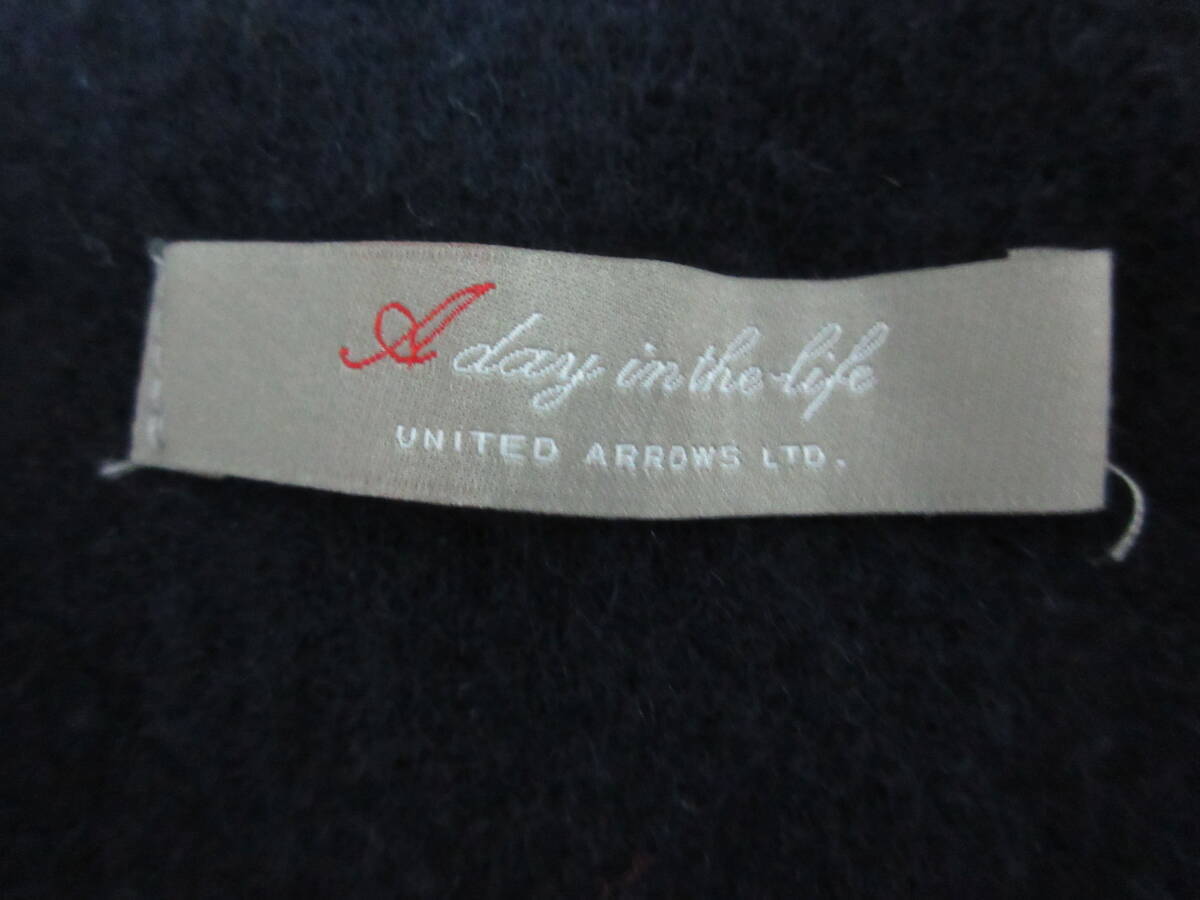 A day in the life
UNITED ARROWS LTD.